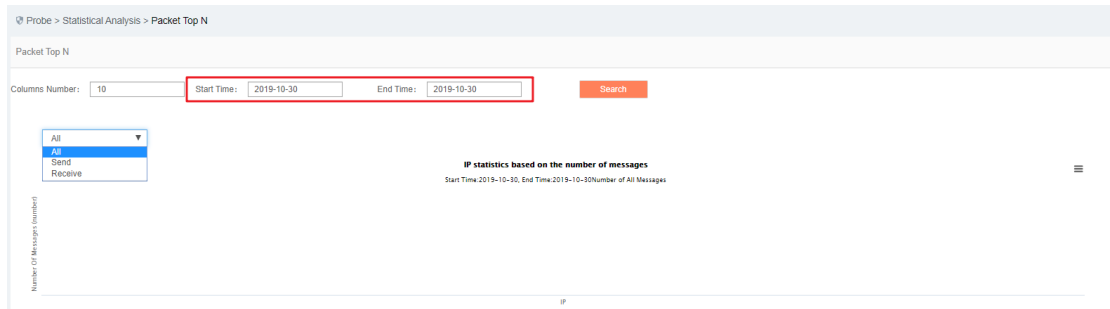 Probe > Statistical Analysis > Packet Top N
Packet Top N
Columns Number: 10 Start Time: 2019-10-30 End Time: 2019-10-30 Search
All ▼
All
Send
Receive
IP statistics based on the number of messages
Start Time:2019-10-30, End Time:2019-10-30Number of All Messages
Number Of Messages (number)
IP